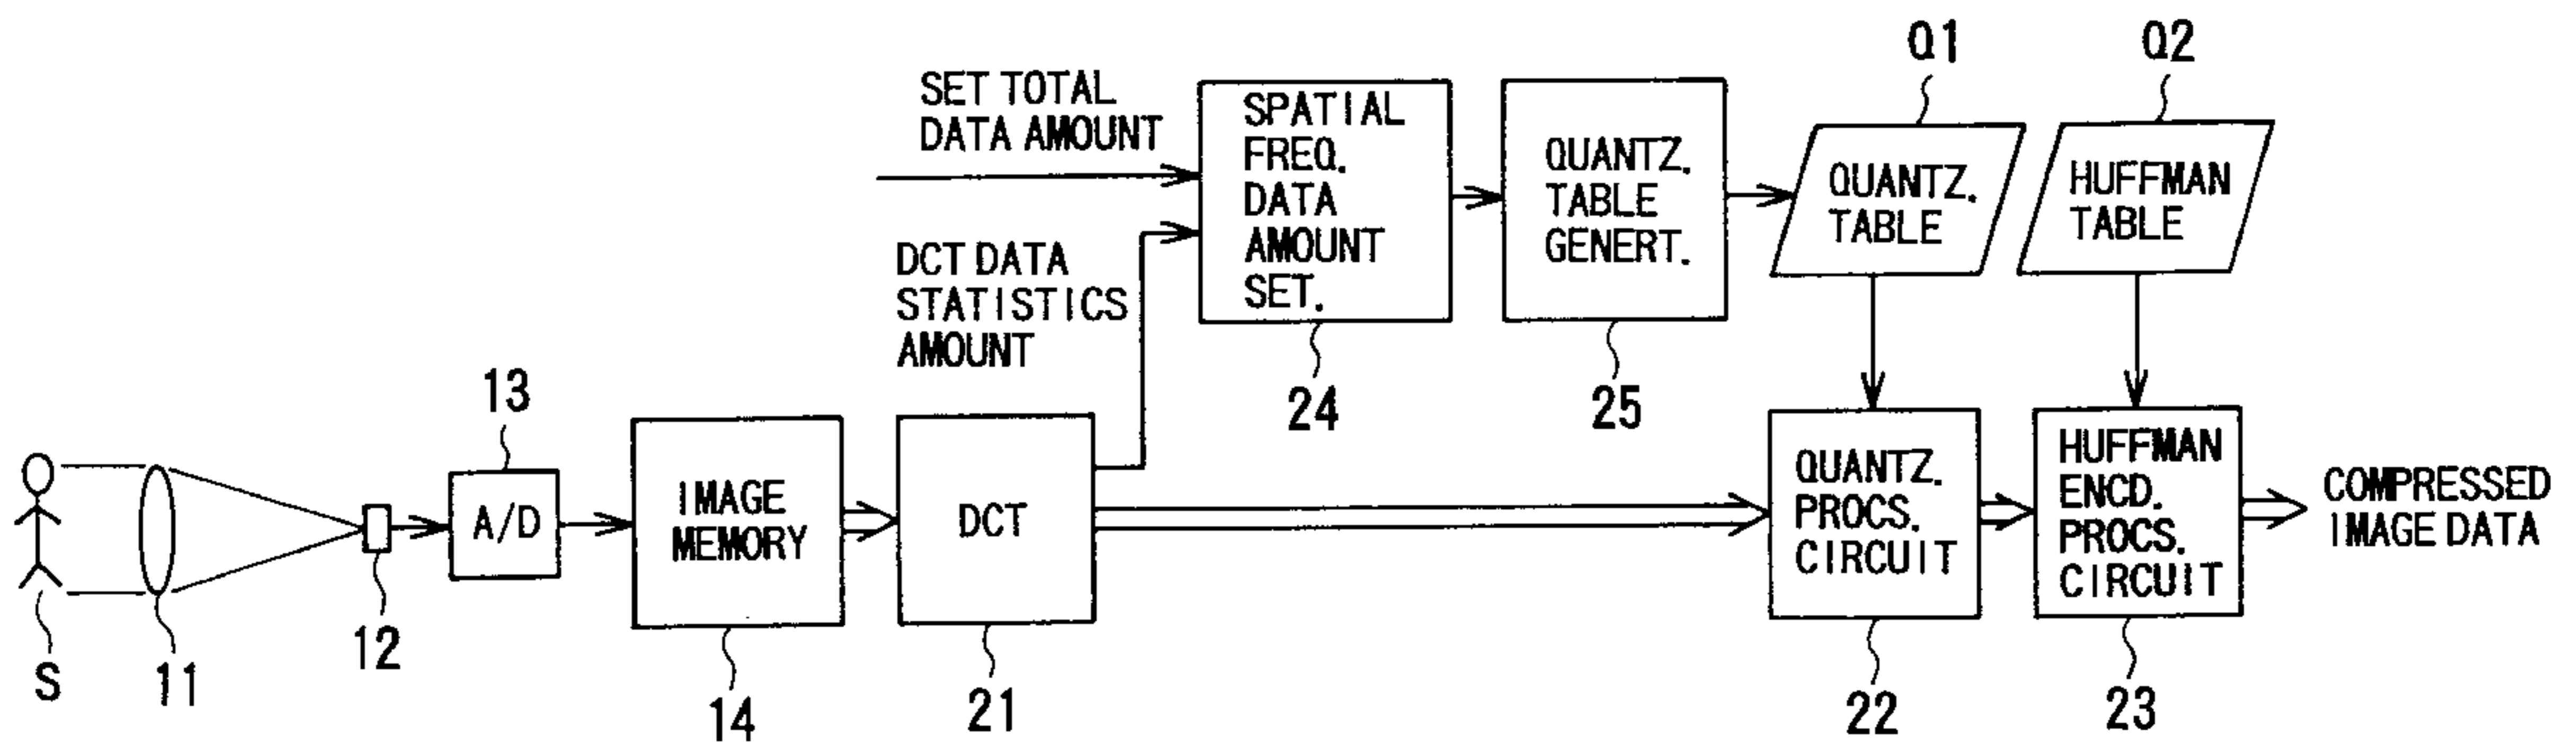 Q1
Q2
SET TOTAL
DATA AMOUNT
SPATIAL
FREQ.
DATA
AMOUNT
SET.
QUANTZ.
TABLE
GENERT.
QUANTZ.
TABLE
HUFFMAN
TABLE
DCT DATA
STATISTICS
AMOUNT
24
25
13
A/D
IMAGE
MEMORY
DCT
QUANTZ.
PROCS.
CIRCUIT
HUFFMAN
ENCD.
PROCS.
CIRCUIT
COMPRESSED
IMAGE DATA
S
11
12
14
21
22
23